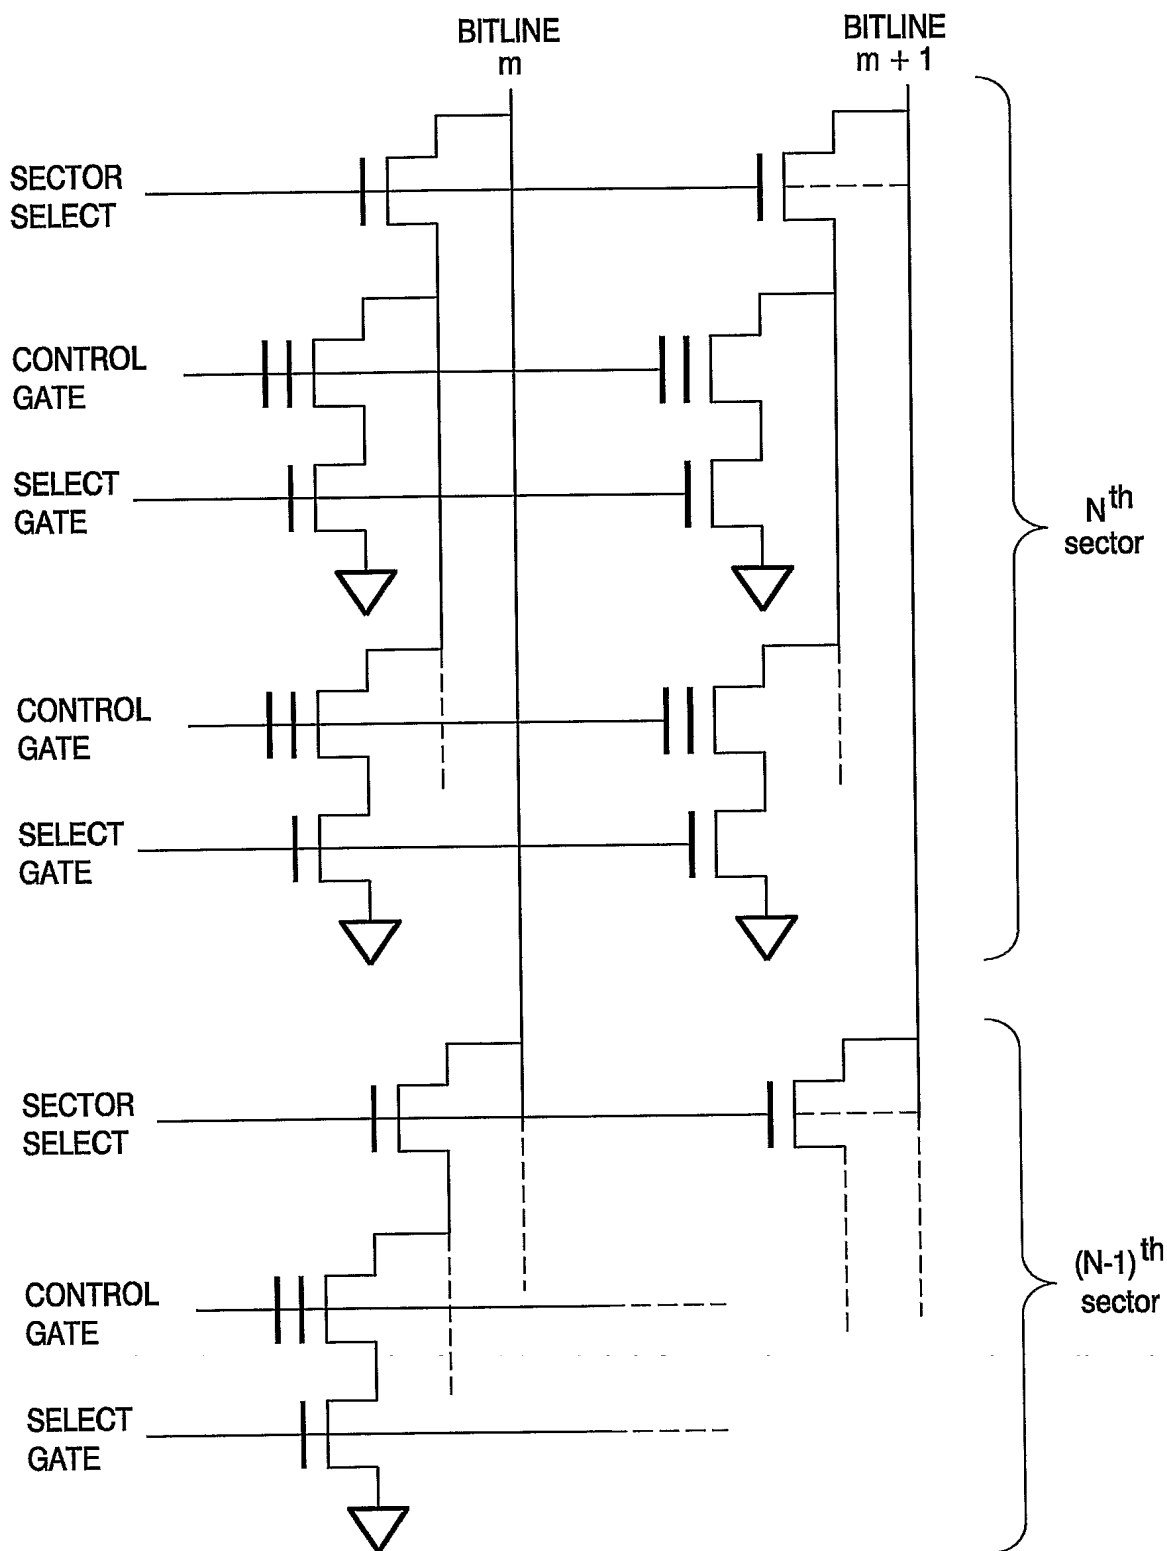 BITLINE
m
BITLINE
m + 1
SECTOR
SELECT
CONTROL
GATE
SELECT
GATE
Nth
sector
CONTROL
GATE
SELECT
GATE
SECTOR
SELECT
CONTROL
GATE
(N-1)th
sector
SELECT
GATE